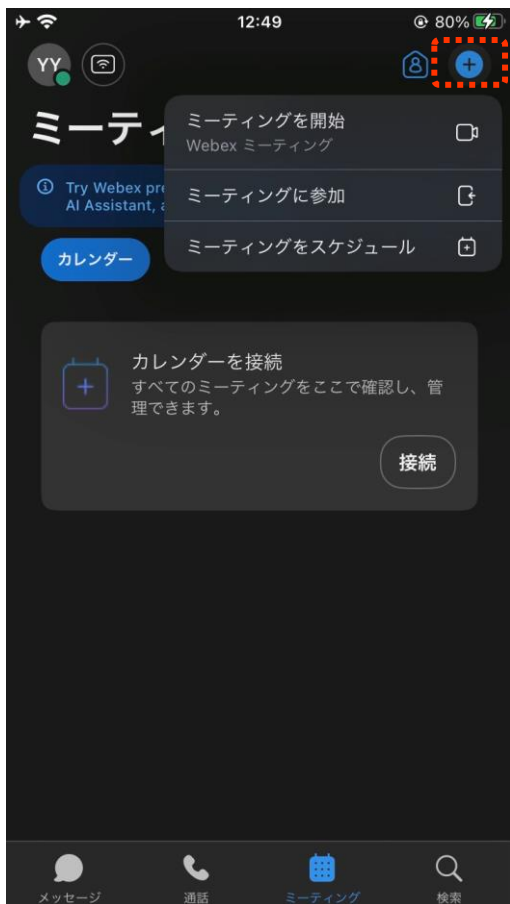 12:49
80%
YY
8
ミーティ
ミーティングを開始
Webex ミーティング
ミーティングに参加
ミーティングをスケジュール
Try Webex pre
AI Assistant, a
カレンダー
カレンダーを接続
すべてのミーティングをここで確認し、管
理できます。
接続
メッセージ
通話
ミーティング
検索